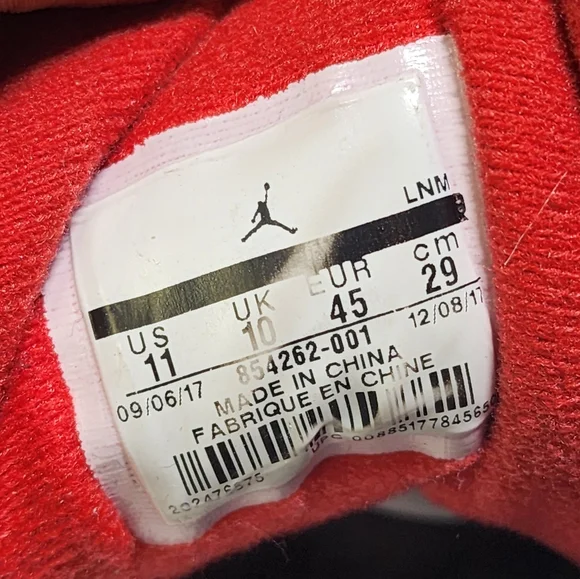 LNM
US UK EUR cm
11 10 45 29
09/06/17 854262-001 12/08/17
MADE IN CHINA
FABRIQUE EN CHINE
UPC